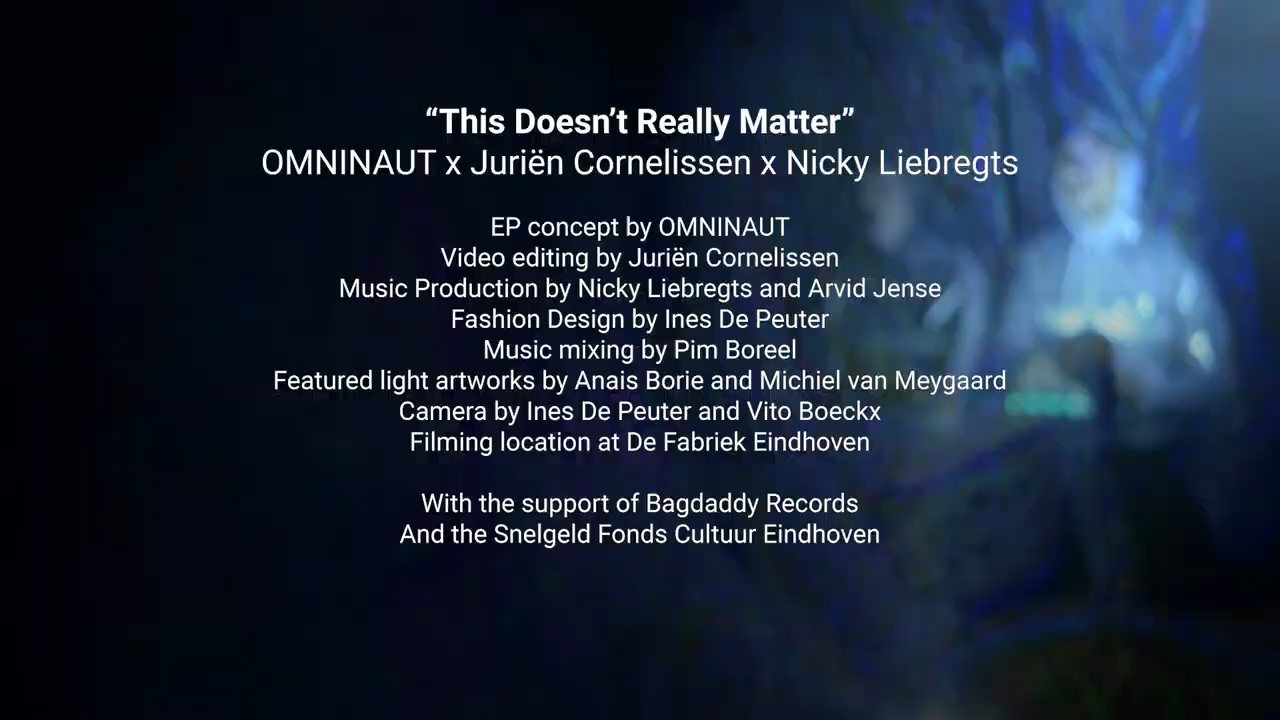 “This Doesn’t Really Matter”
OMNINAUT x Juriën Cornelissen x Nicky Liebregts
EP concept by OMNINAUT
Video editing by Juriën Cornelissen
Music Production by Nicky Liebregts and Arvid Jense
Fashion Design by Ines De Peuter
Music mixing by Pim Boreel
Featured light artworks by Anais Borie and Michiel van Meygaard
Camera by Ines De Peuter and Vito Boeckx
Filming location at De Fabriek Eindhoven
With the support of Bagdaddy Records
And the Snelgeld Fonds Cultuur Eindhoven